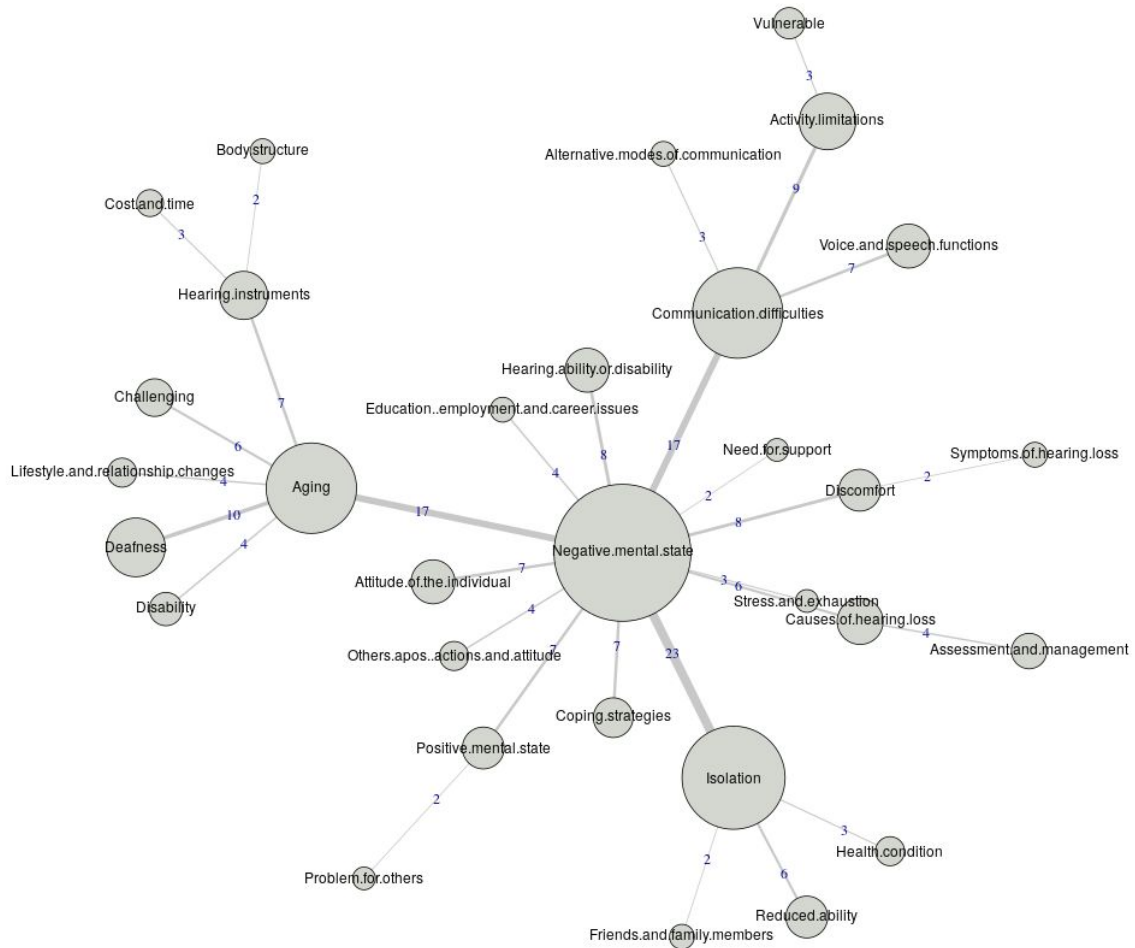 Vulnerable
3
Activity.limitations
Body.structure
Alternative.modes.of.communication
9
Cost.and.time
2
3
3
Voice.and.speech.functions
7
Hearing.instruments
Communication.difficulties
Hearing.ability.or.disability
Challenging
7
Education..employment.and.career.issues
6
8
17
Need.for.support
Symptoms.of.hearing.loss
Lifestyle.and.relationship.changes
4
4
2
2
Aging
Discomfort
10
17
8
Deafness
4
Negative.mental.state
7
3
6
Attitude.of.the.individual
Disability
4
Stress.and.exhaustion
Causes.of.hearing.loss
4
Others.apos..actions.and.attitude
7
7
23
Assessment.and.management
Coping.strategies
Positive.mental.state
Isolation
2
3
Health.condition
2
6
Problem.for.others
Reduced.ability
Friends.and.family.members